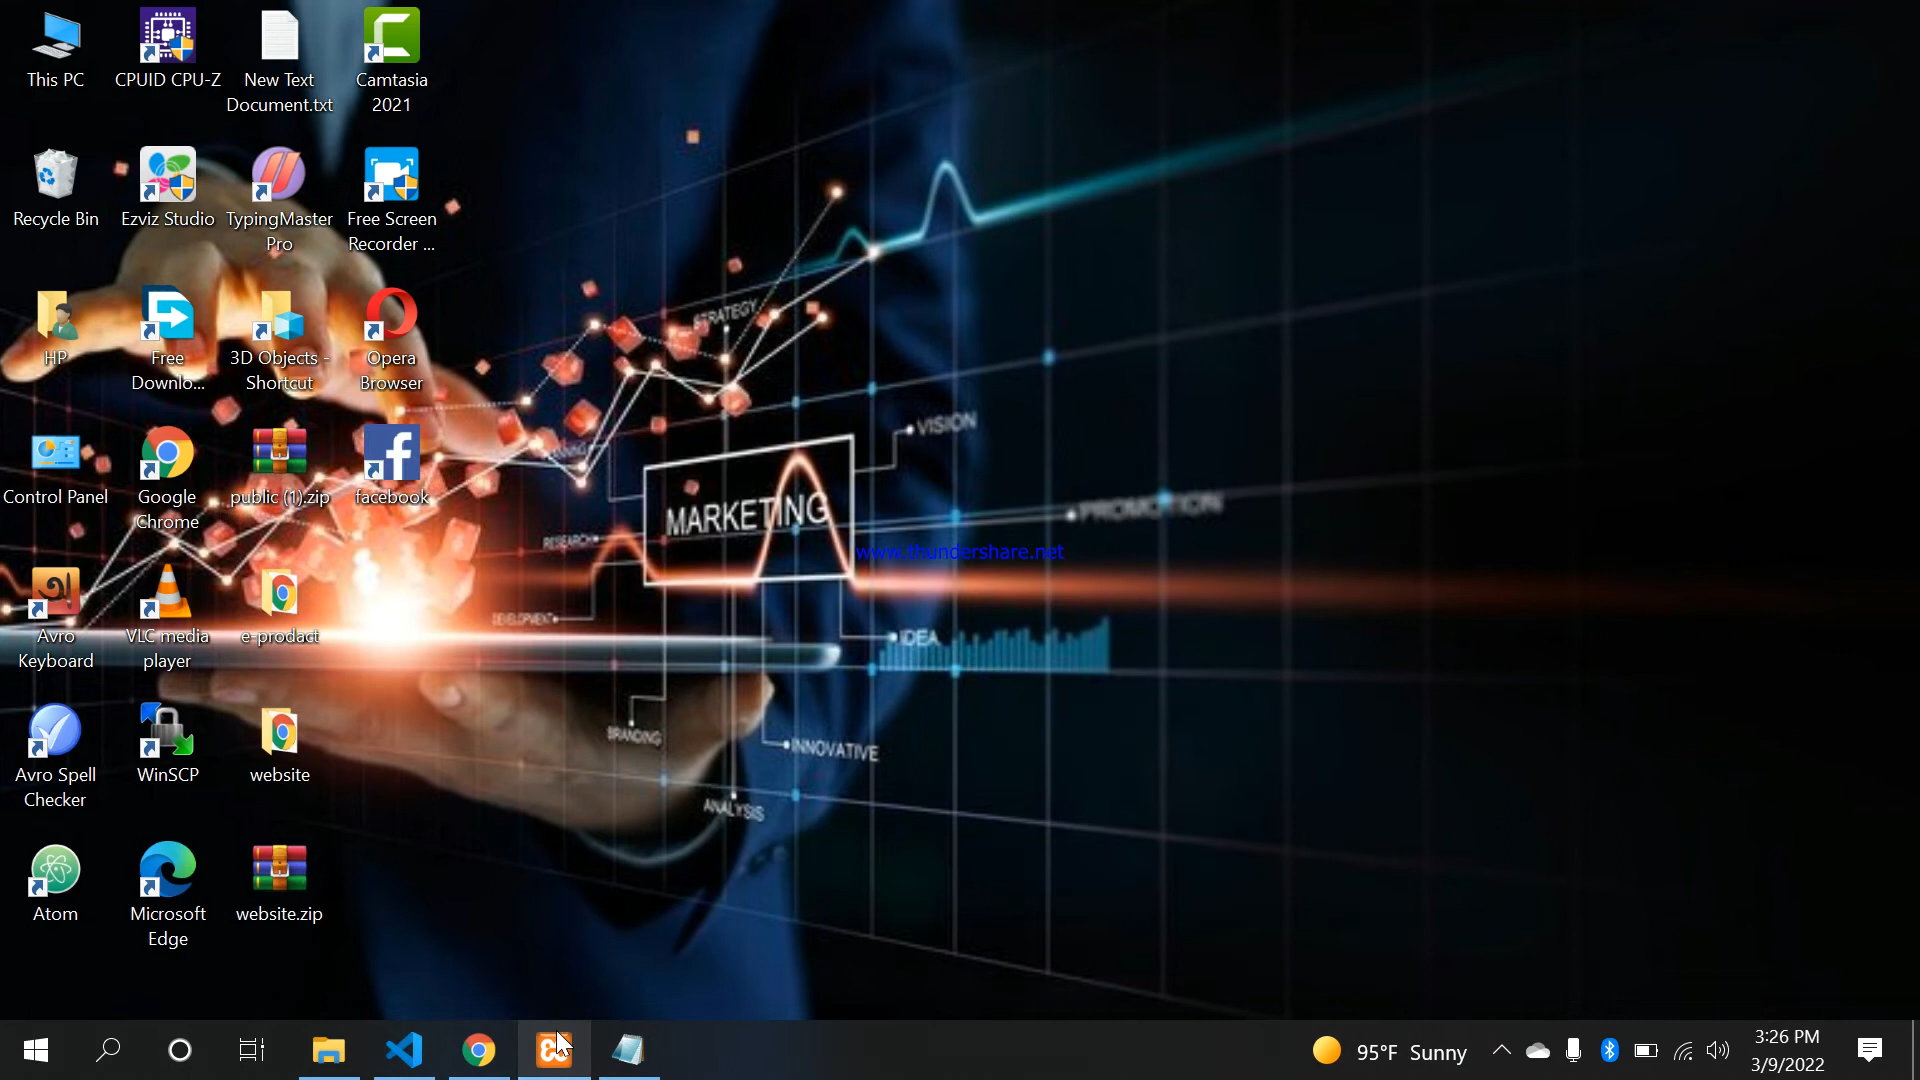 This PC
CPUID CPU-Z
New Text
Document.txt
Camtasia
2021
Recycle Bin
Ezviz Studio
TypingMaster
Pro
Free Screen
Recorder ...
HP
Free
Downlo...
3D Objects -
Shortcut
Opera
Browser
Control Panel
Google
Chrome
public (1).zip
facebook
Avro
Keyboard
VLC media
player
e-prodact
Avro Spell
Checker
WinSCP
website
Atom
Microsoft
Edge
website.zip
STRATEGY
VISION
MARKETING
PROMOTION
RESEARCH
www.thundershare.net
DEVELOPMENT
IDEA
BRANDING
INNOVATIVE
ANALYSIS
95°F Sunny
3:26 PM
3/9/2022